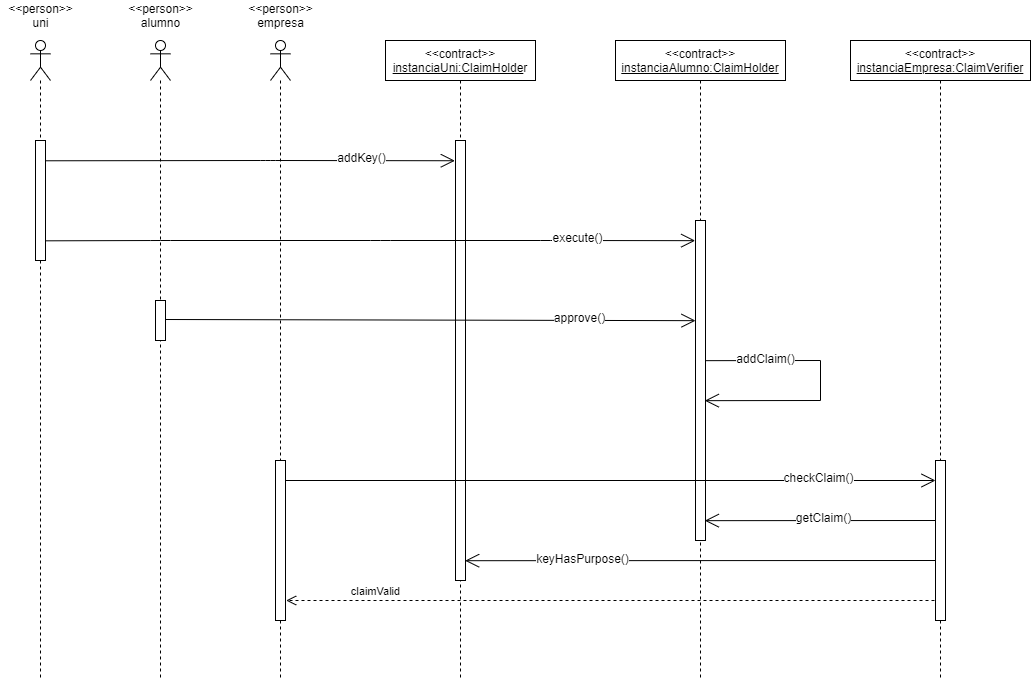 <<person>>
uni
<<person>>
alumno
<<person>>
empresa
<<contract>>
instanciaUni:ClaimHolder
<<contract>>
instanciaAlumno:ClaimHolder
<<contract>>
instanciaEmpresa:ClaimVerifier
addKey()
execute()
approve()
addClaim()
checkClaim()
getClaim()
keyHasPurpose()
claimValid